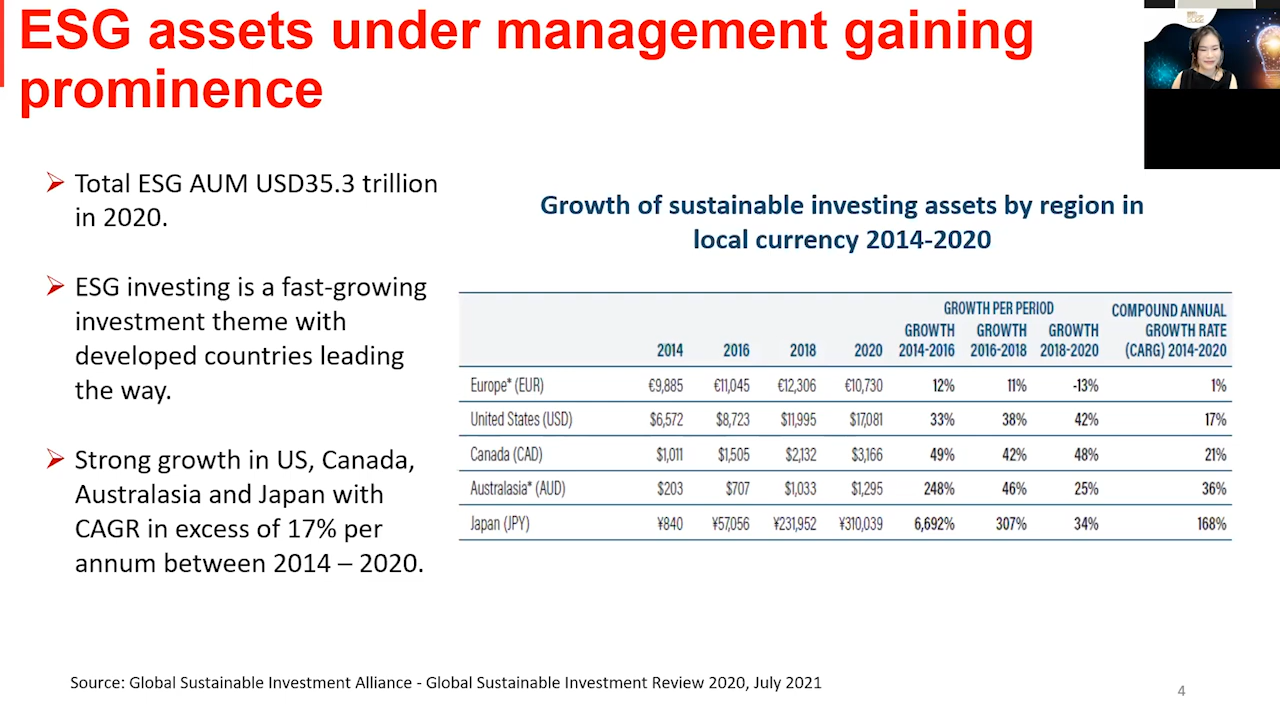 ESG assets under management gaining
prominence
➢ Total ESG AUM USD35.3 trillion
in 2020.
➢ ESG investing is a fast-growing
investment theme with
developed countries leading
the way.
➢ Strong growth in US, Canada,
Australasia and Japan with
CAGR in excess of 17% per
annum between 2014 – 2020.
Growth of sustainable investing assets by region in
local currency 2014-2020
GROWTH PER PERIOD
COMPOUND ANNUAL GROWTH RATE (CARG) 2014-2020
2014 2016 2018 2020 GROWTH 2014-2016 GROWTH 2016-2018 GROWTH 2018-2020
Europe* (EUR) €9,885 €11,045 €12,306 €10,730 12% 11% -13% 1%
United States (USD) $6,572 $8,723 $11,995 $17,081 33% 38% 42% 17%
Canada (CAD) $1,011 $1,505 $2,132 $3,166 49% 42% 48% 21%
Australasia* (AUD) $203 $707 $1,033 $1,295 248% 46% 25% 36%
Japan (JPY) ¥840 ¥57,056 ¥231,952 ¥310,039 6,692% 307% 34% 168%
Source: Global Sustainable Investment Alliance - Global Sustainable Investment Review 2020, July 2021
4